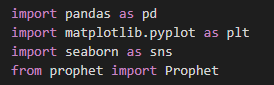 import pandas as pd
import matplotlib.pyplot as plt
import seaborn as sns
from prophet import Prophet